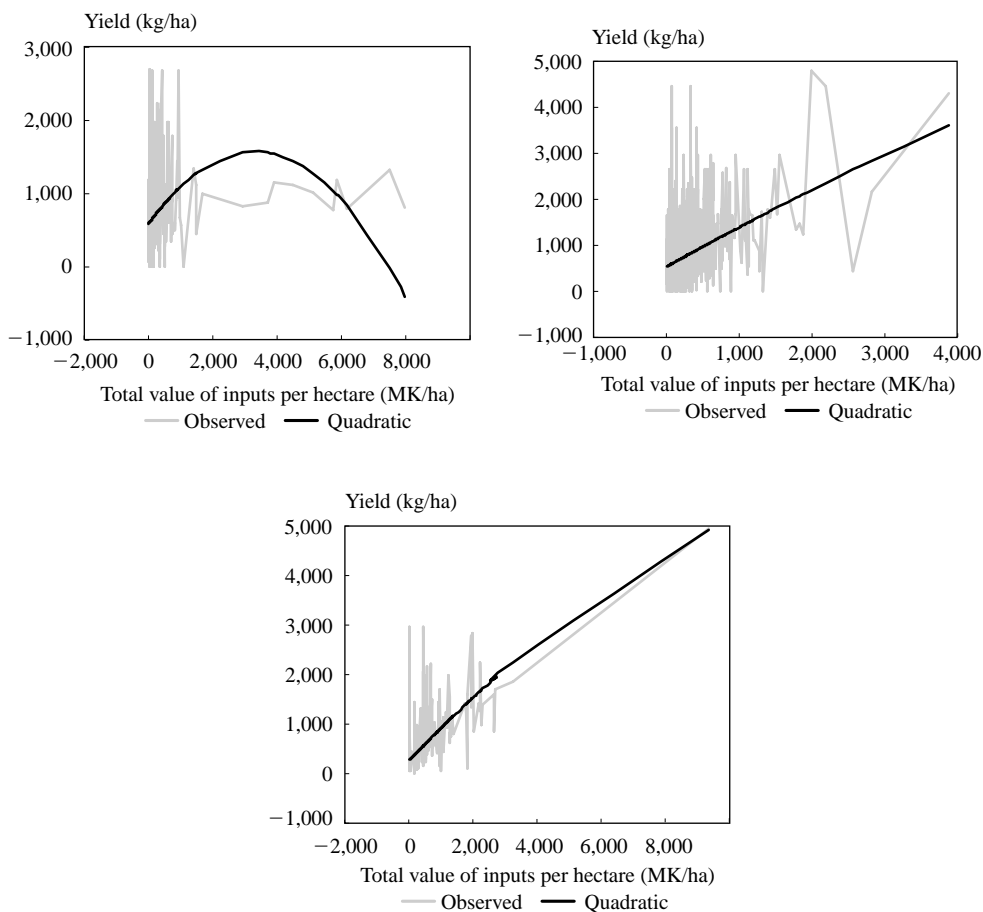 Yield (kg/ha)
3,000
2,000
1,000
0
−1,000
−2,000 0 2,000 4,000 6,000 8,000
Total value of inputs per hectare (MK/ha)
Observed Quadratic
Yield (kg/ha)
5,000
4,000
3,000
2,000
1,000
0
−1,000
−1,000 0 1,000 2,000 3,000 4,000
Total value of inputs per hectare (MK/ha)
Observed Quadratic
Yield (kg/ha)
5,000
4,000
3,000
2,000
1,000
0
−1,000
−2,000 0 2,000 4,000 6,000 8,000
Total value of inputs per hectare (MK/ha)
Observed Quadratic